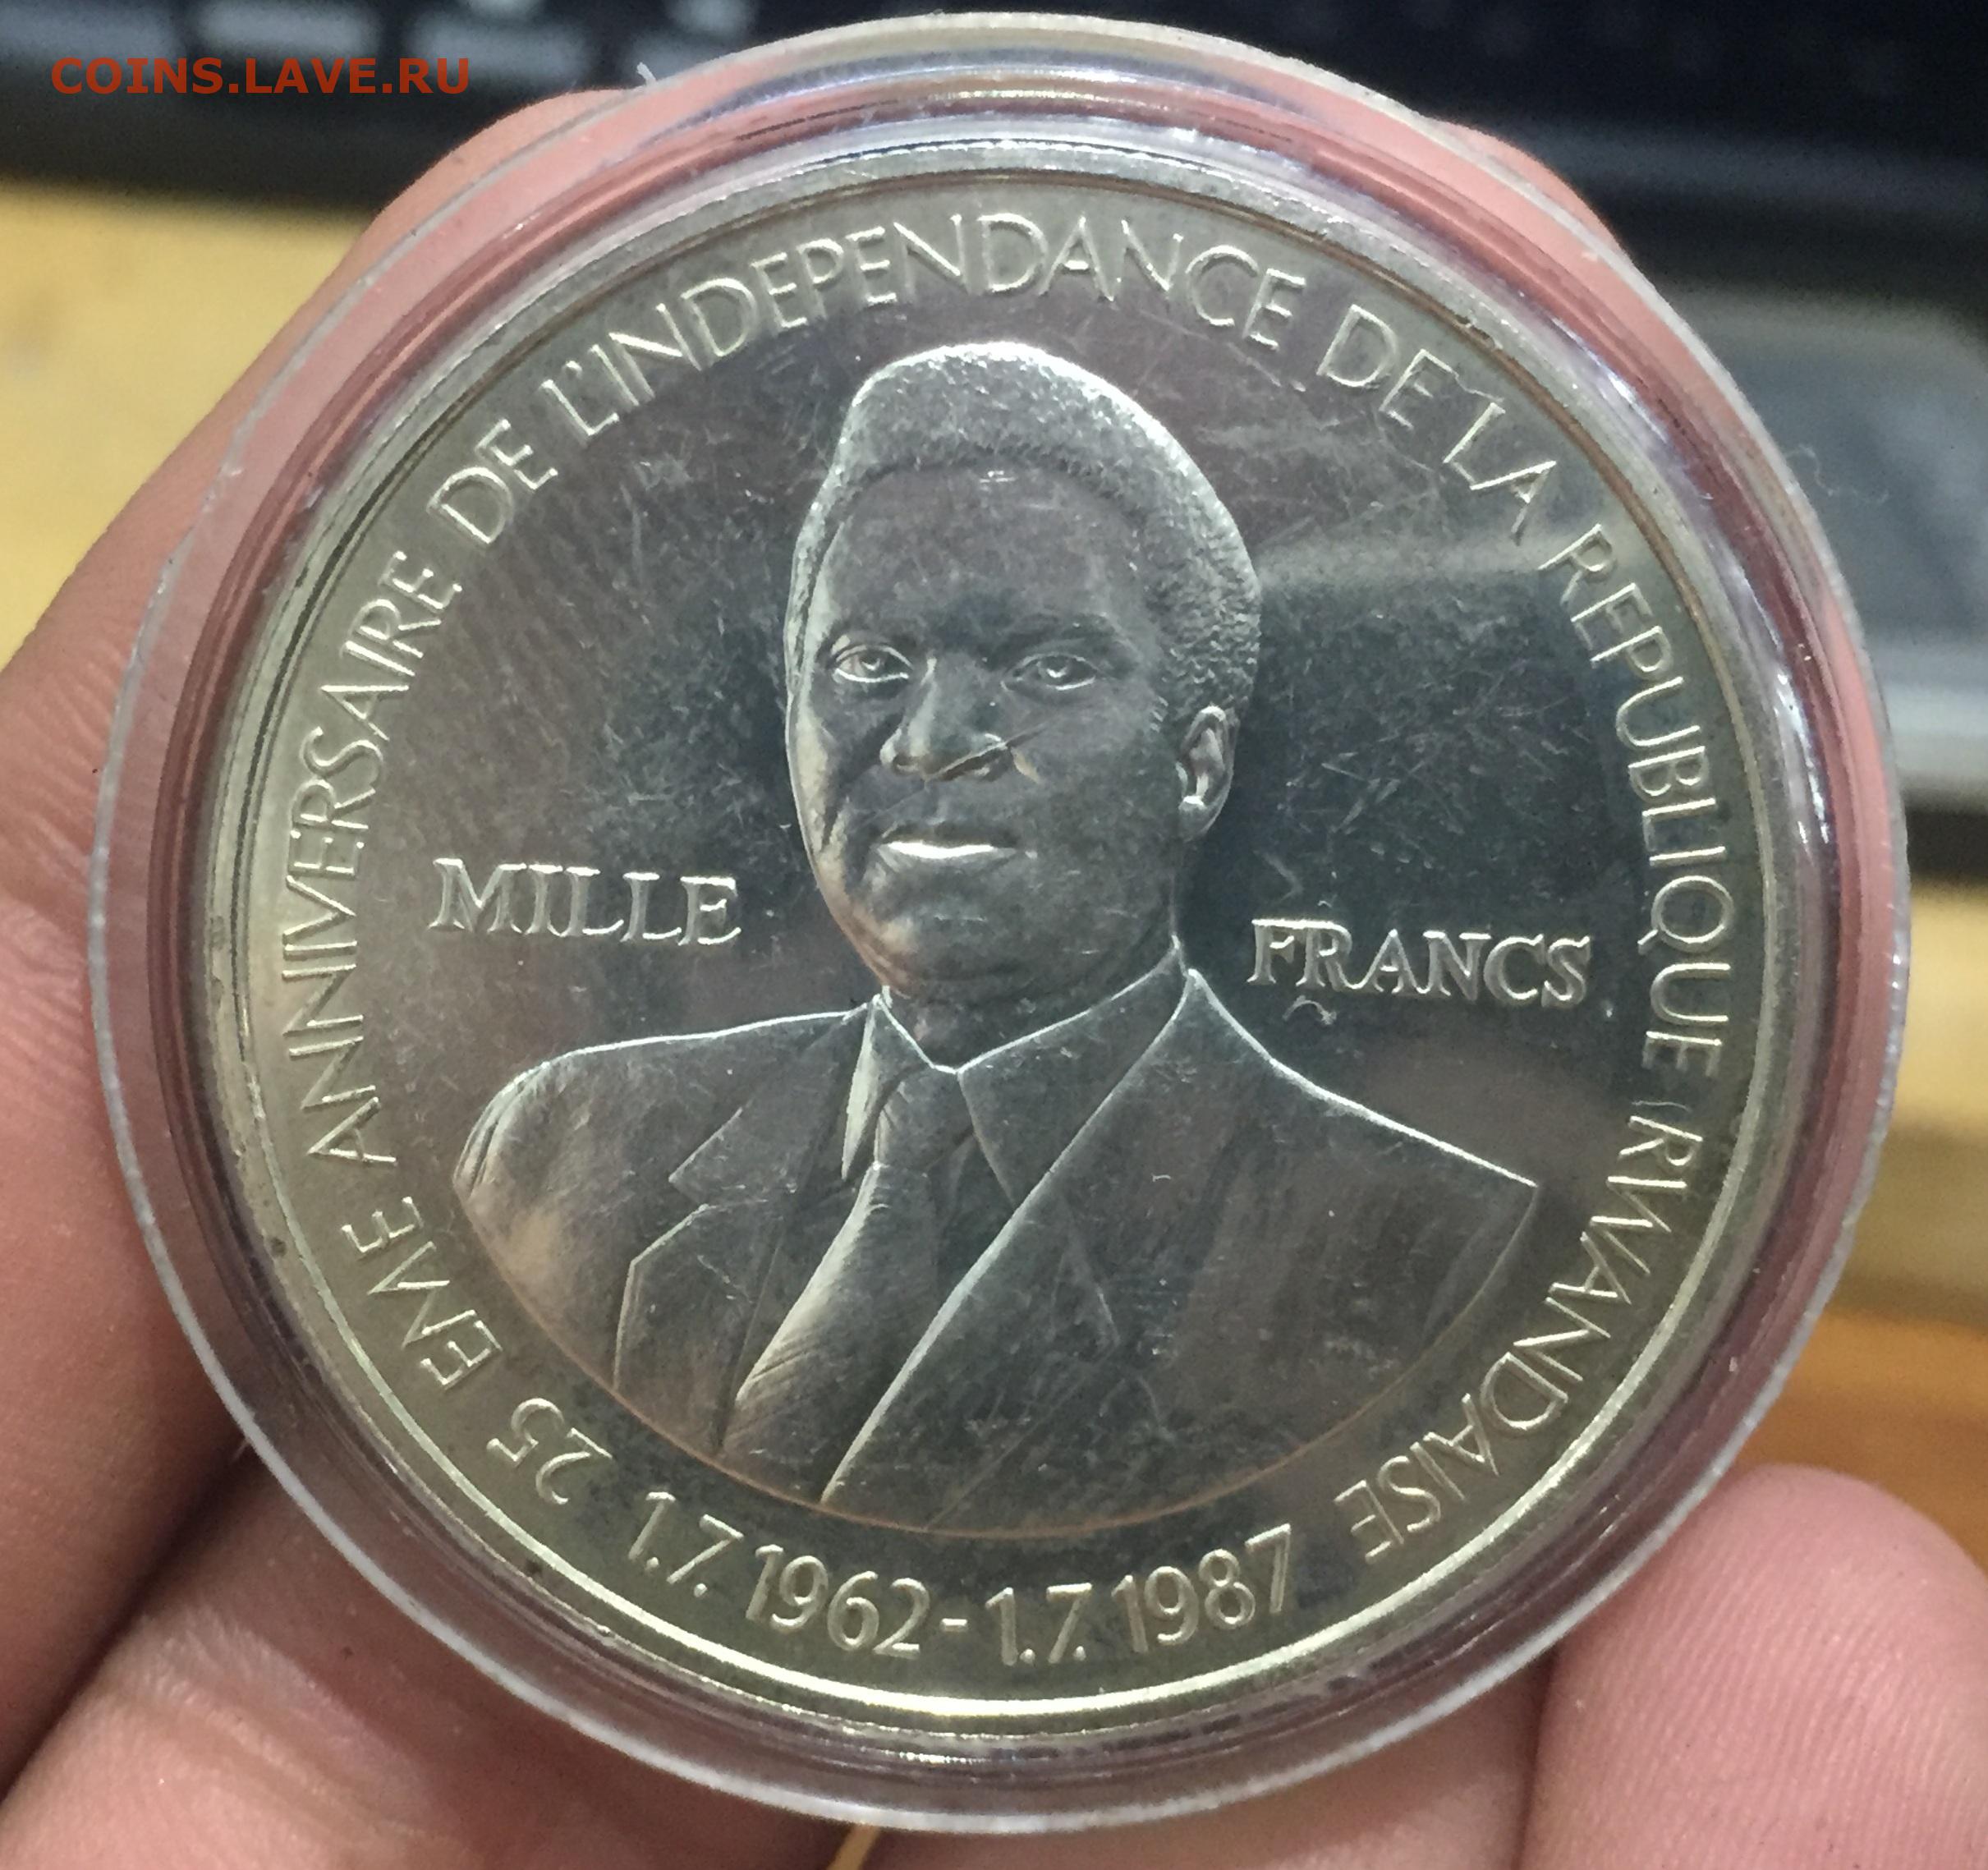 COINS.LAVE.RU
25 EME ANNIVERSAIRE DE L'INDEPENDANCE DE LA REPUBLIQUE RWANDAISE
MILLE FRANCS
1.7.1962-1.7.1987